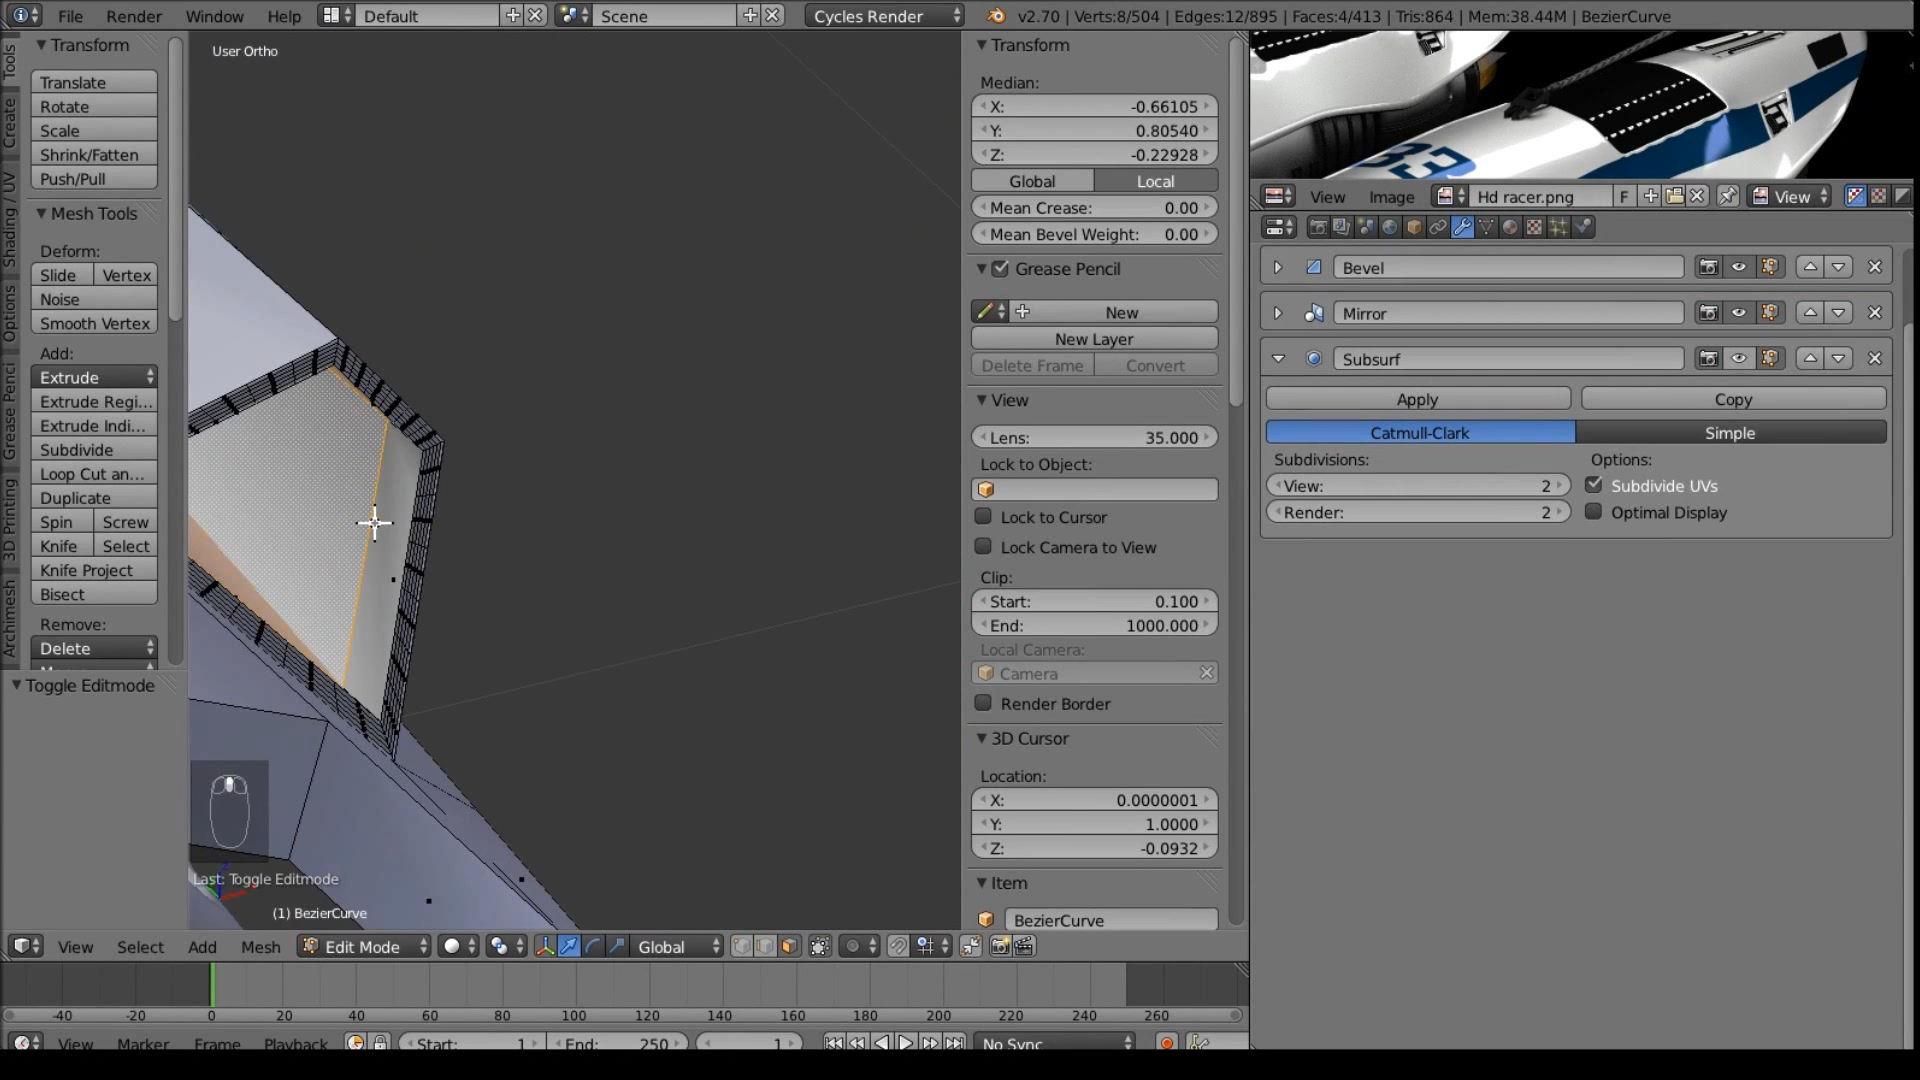 File Render Window Help Default Scene Cycles Render v2.70 | Verts:8/504 | Edges:12/895 | Faces:4/413 | Tris:864 | Mem:38.44M | BezierCurve
Tools
Create
Shading / UV
Options
Grease Penci
3D Printing
Archimesh
Transform
Translate
Rotate
Scale
Shrink/Fatten
Push/Pull
Mesh Tools
Deform:
Slide Vertex
Noise
Smooth Vertex
Add:
Extrude
Extrude Regi...
Extrude Indi...
Subdivide
Loop Cut an...
Duplicate
Spin Screw
Knife Select
Knife Project
Bisect
Remove:
Delete
Toggle Editmode
User Ortho
Last: Toggle Editmode
(1) BezierCurve
Transform
Median:
X: -0.66105
Y: 0.80540
Z: -0.22928
Global Local
Mean Crease: 0.00
Mean Bevel Weight: 0.00
Grease Pencil
New
New Layer
Delete Frame Convert
View
Lens: 35.000
Lock to Object:
Lock to Cursor
Lock Camera to View
Clip:
Start: 0.100
End: 1000.000
Local Camera:
Camera
Render Border
3D Cursor
Location:
X: 0.0000001
Y: 1.0000
Z: -0.0932
Item
BezierCurve
33
View Image Hd racer.png F View
Bevel
Mirror
Subsurf
Apply Copy
Catmull-Clark Simple
Subdivisions: Options:
View: 2 Subdivide UVs
Render: 2 Optimal Display
View Select Add Mesh Edit Mode Global
-40 -20 0 20 40 60 80 100 120 140 160 180 200 220 240 260
View Marker Frame Playback Start: 1 End: 250 1 No Sync